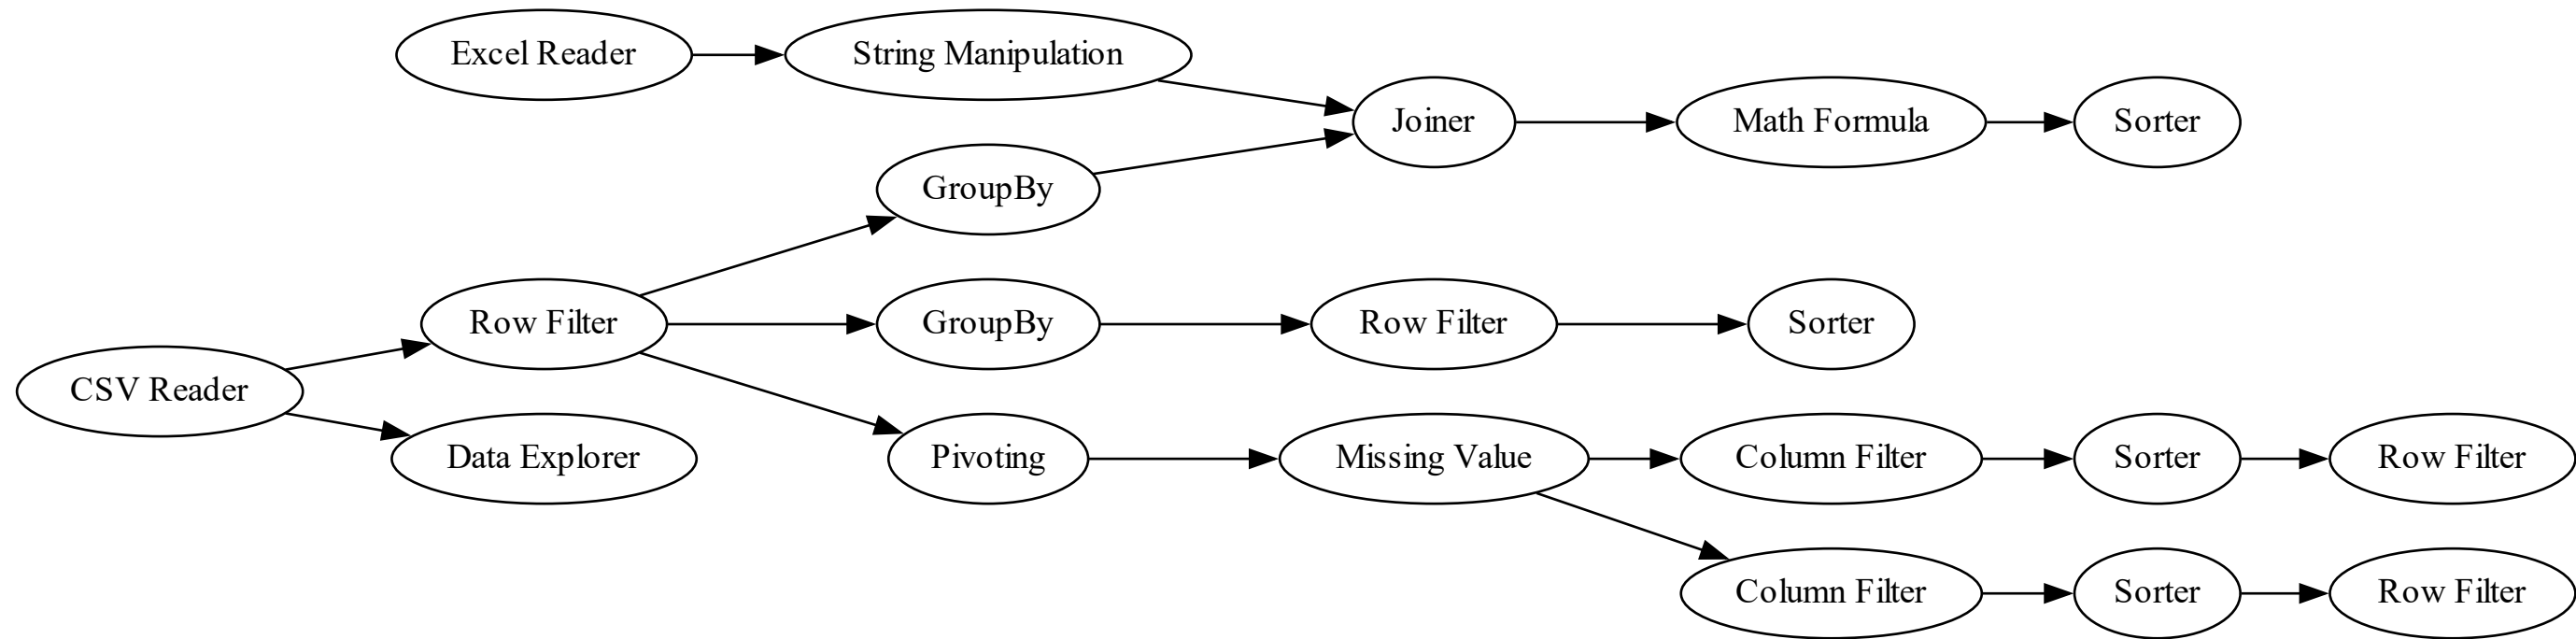 Excel Reader
String Manipulation
Joiner
Math Formula
Sorter
GroupBy
Row Filter
GroupBy
Row Filter
Sorter
CSV Reader
Data Explorer
Pivoting
Missing Value
Column Filter
Sorter
Row Filter
Column Filter
Sorter
Row Filter